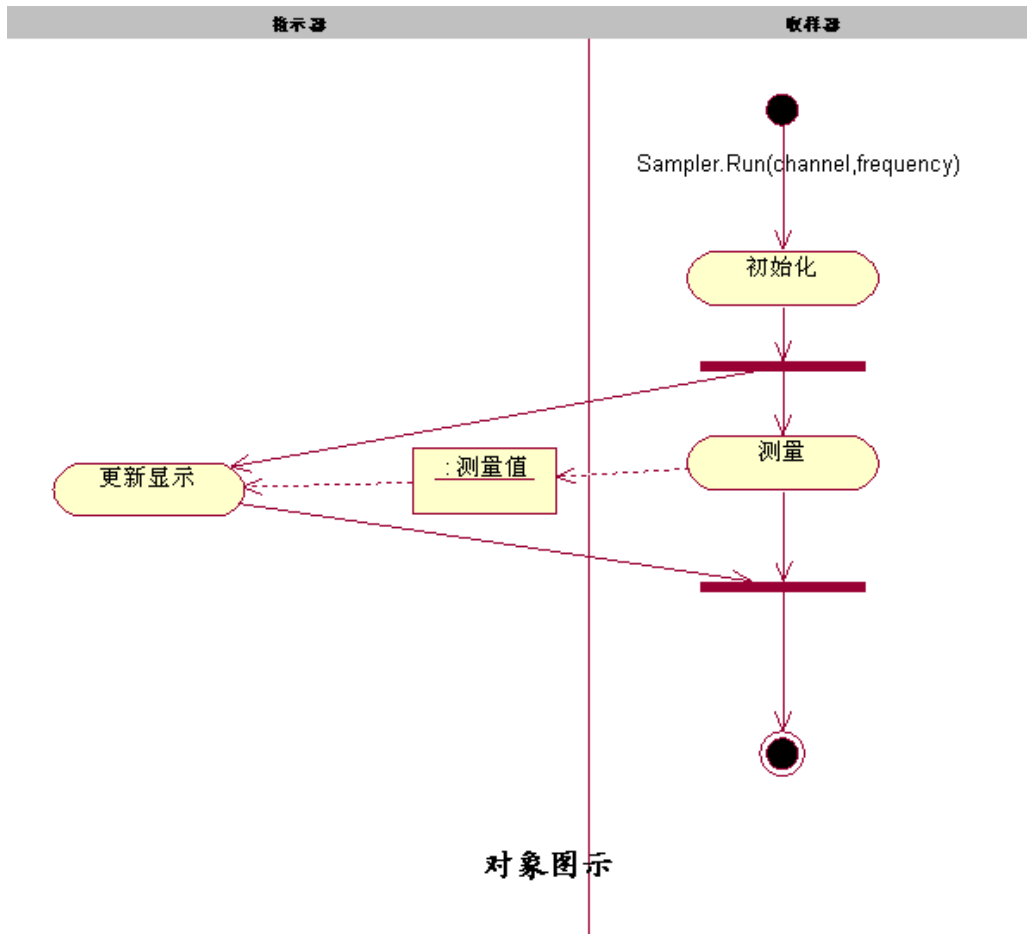 指示器
取样器
Sampler.Run(channel,frequency)
初始化
测量
:测量值
更新显示
对象图示